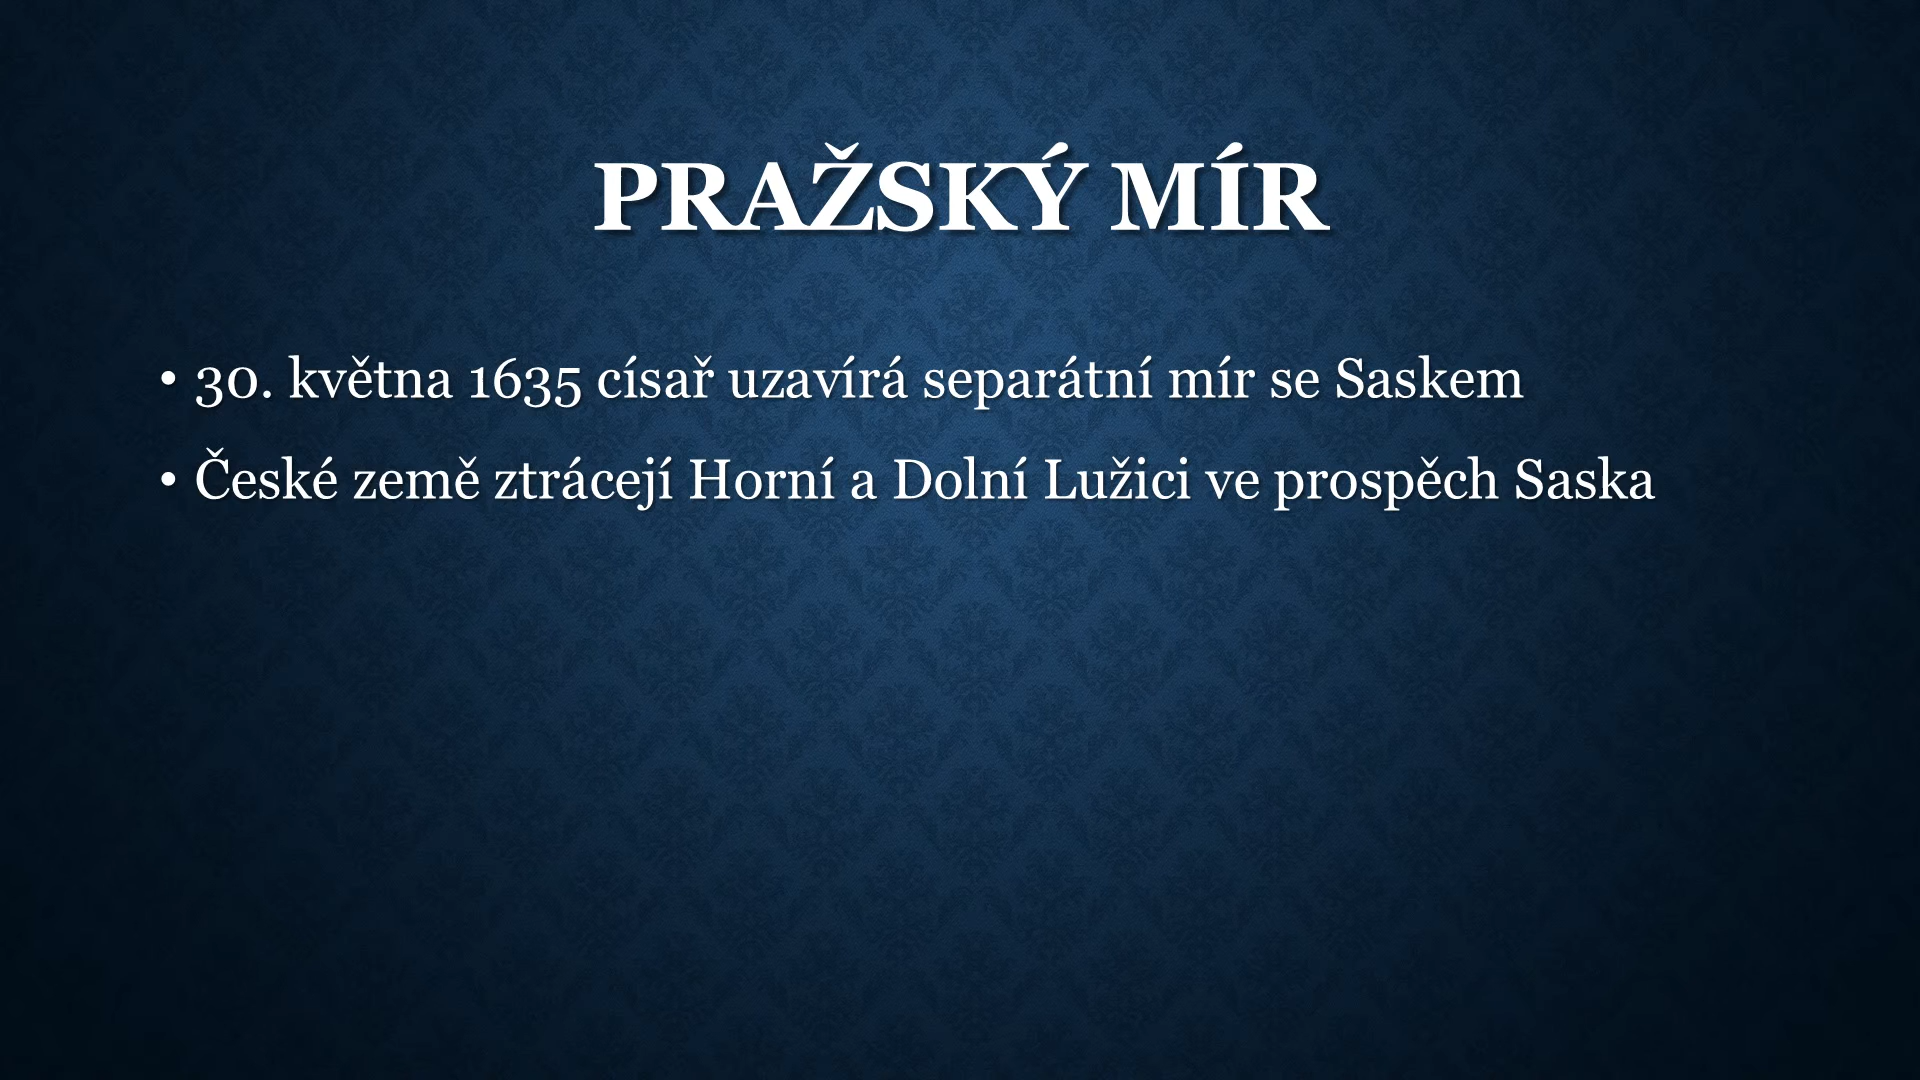 PRAŽSKÝ MÍR
• 30. května 1635 císař uzavírá separátní mír se Saskem
• České země ztrácejí Horní a Dolní Lužici ve prospěch Saska